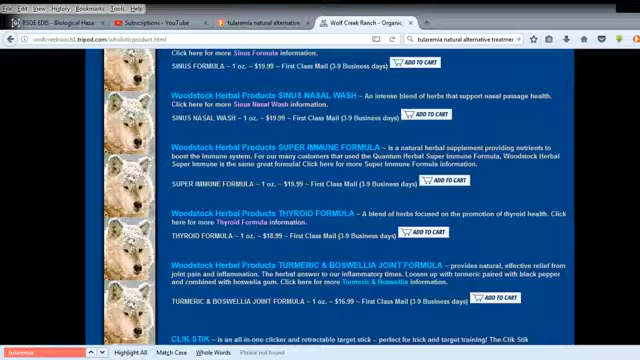 File Edit View History Bookmarks Tools Help
RSOE EDIS - Biological Hazar
Subscriptions - YouTube
tularemia natural alternative
Wolf Creek Ranch - Organic
wolfcreekranch1.tripod.com/wholisticproduct.html
tularemia natural alternative treatmen
Click here for more Sinus Formula information.
SINUS FORMULA ~ 1 oz. ~ $19.99 ~ First Class Mail (3-9 Business days)
ADD TO CART
Woodstock Herbal Products SINUS NASAL WASH ~ An intense blend of herbs that support nasal passage health.
Click here for more Sinus Nasal Wash information.
SINUS NASAL WASH ~ 1 oz. ~ $19.99 ~ First Class Mail (3-9 Business days)
ADD TO CART
Woodstock Herbal Products SUPER IMMUNE FORMULA ~ is a natural herbal supplement providing nutrients to
boost the immune system. For our many customers that used the Quantum Herbal Super Immune Formula, Woodstock Herbal
Super Immune is the same great formula! Click here for more Super Immune Formula information.
SUPER IMMUNE FORMULA ~ 1 oz. ~ $19.99 ~ First Class Mail (3-9 Business days)
ADD TO CART
Woodstock Herbal Products THYROID FORMULA ~ A blend of herbs focused on the promotion of thyroid health. Click
here for more Thyroid Formula information.
THYROID FORMULA ~ 1 oz. ~ $18.99 ~ First Class Mail (3-9 Business days)
ADD TO CART
Woodstock Herbal Products TURMERIC & BOSWELLIA JOINT FORMULA ~ provides natural, effective relief from
joint pain and inflammation. The herbal answer to our inflammatory times. Loosen up with turmeric paired with black pepper
and combined with boswellia gum. Click here for more Turmeric & Boswellia information.
TURMERIC & BOSWELLIA JOINT FORMULA ~ 1 oz. ~ $16.99 ~ First Class Mail (3-9 Business days)
ADD TO CART
CLIK STIK ~ is an all-in-one clicker and retractable target stick ~ perfect for trick and target training! The Clik Stik
tularemia
Highlight All Match Case Whole Words Phrase not found